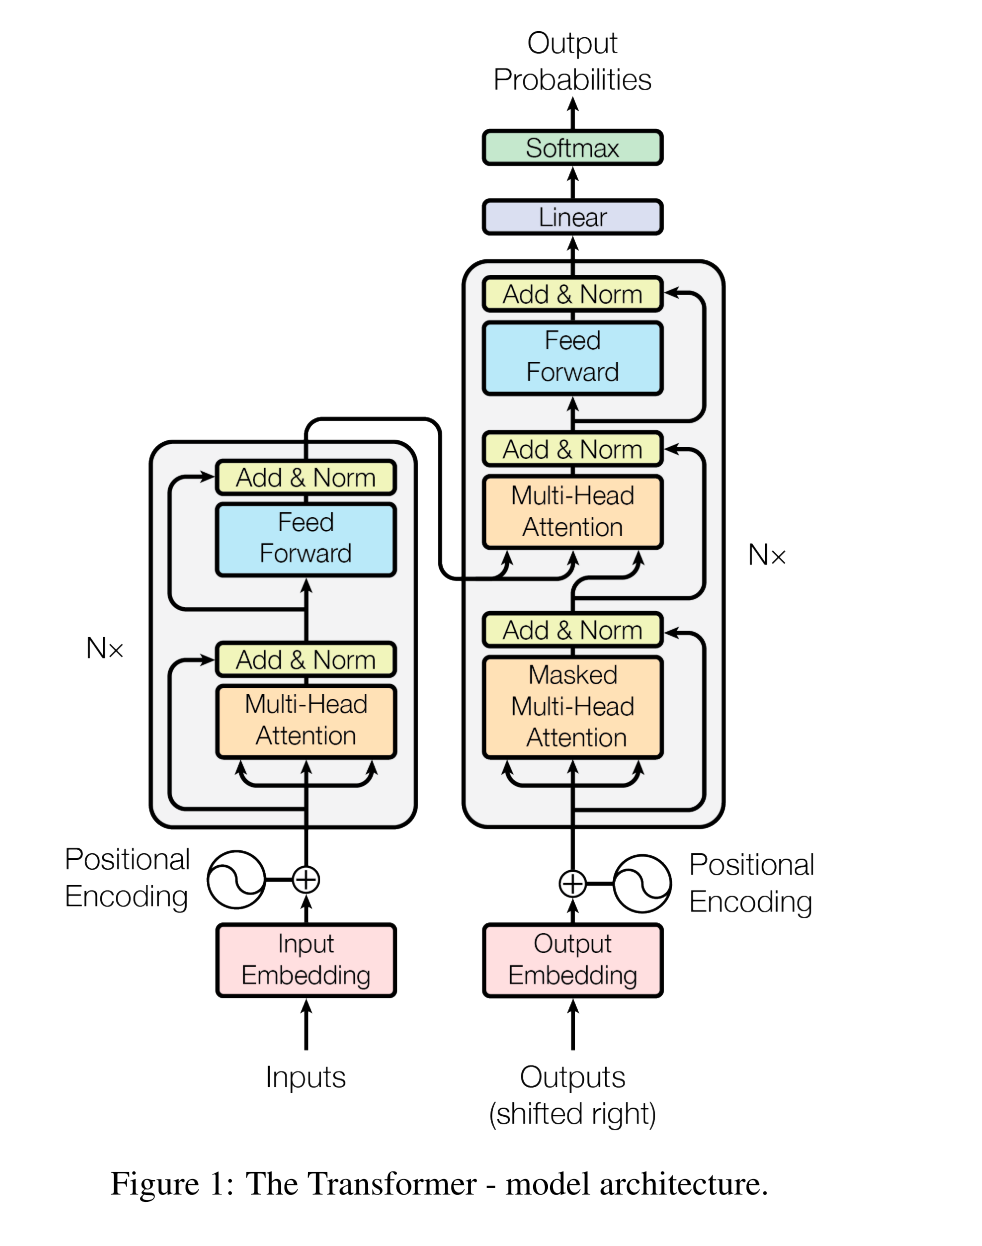 Output
Probabilities
Softmax
Linear
Add & Norm
Feed
Forward
Add & Norm
Multi-Head
Attention
Add & Norm
Masked
Multi-Head
Attention
N×
Add & Norm
Feed
Forward
Add & Norm
Multi-Head
Attention
N×
Positional
Encoding
Positional
Encoding
Input
Embedding
Output
Embedding
Inputs
Outputs
(shifted right)
Figure 1: The Transformer - model architecture.